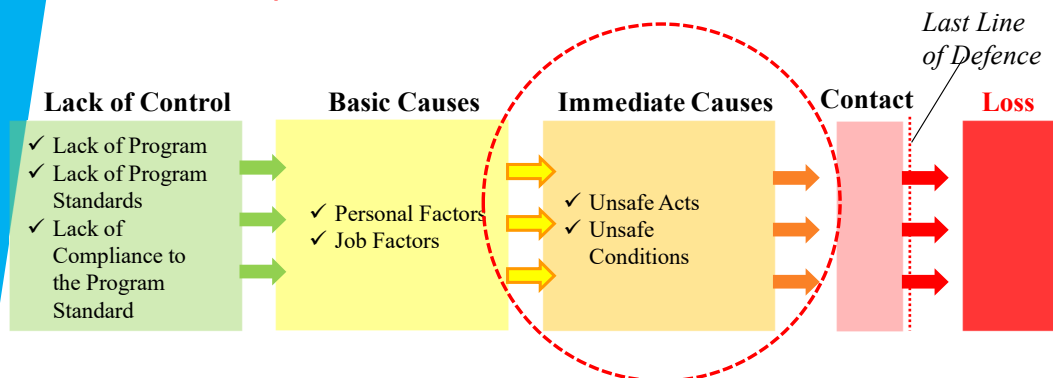 Last Line
of Defence
Lack of Control
Basic Causes
Immediate Causes
Contact
Loss
✓ Lack of Program
✓ Lack of Program
Standards
✓ Lack of
Compliance to
the Program
Standard
✓ Personal Factors
✓ Job Factors
✓ Unsafe Acts
✓ Unsafe
Conditions